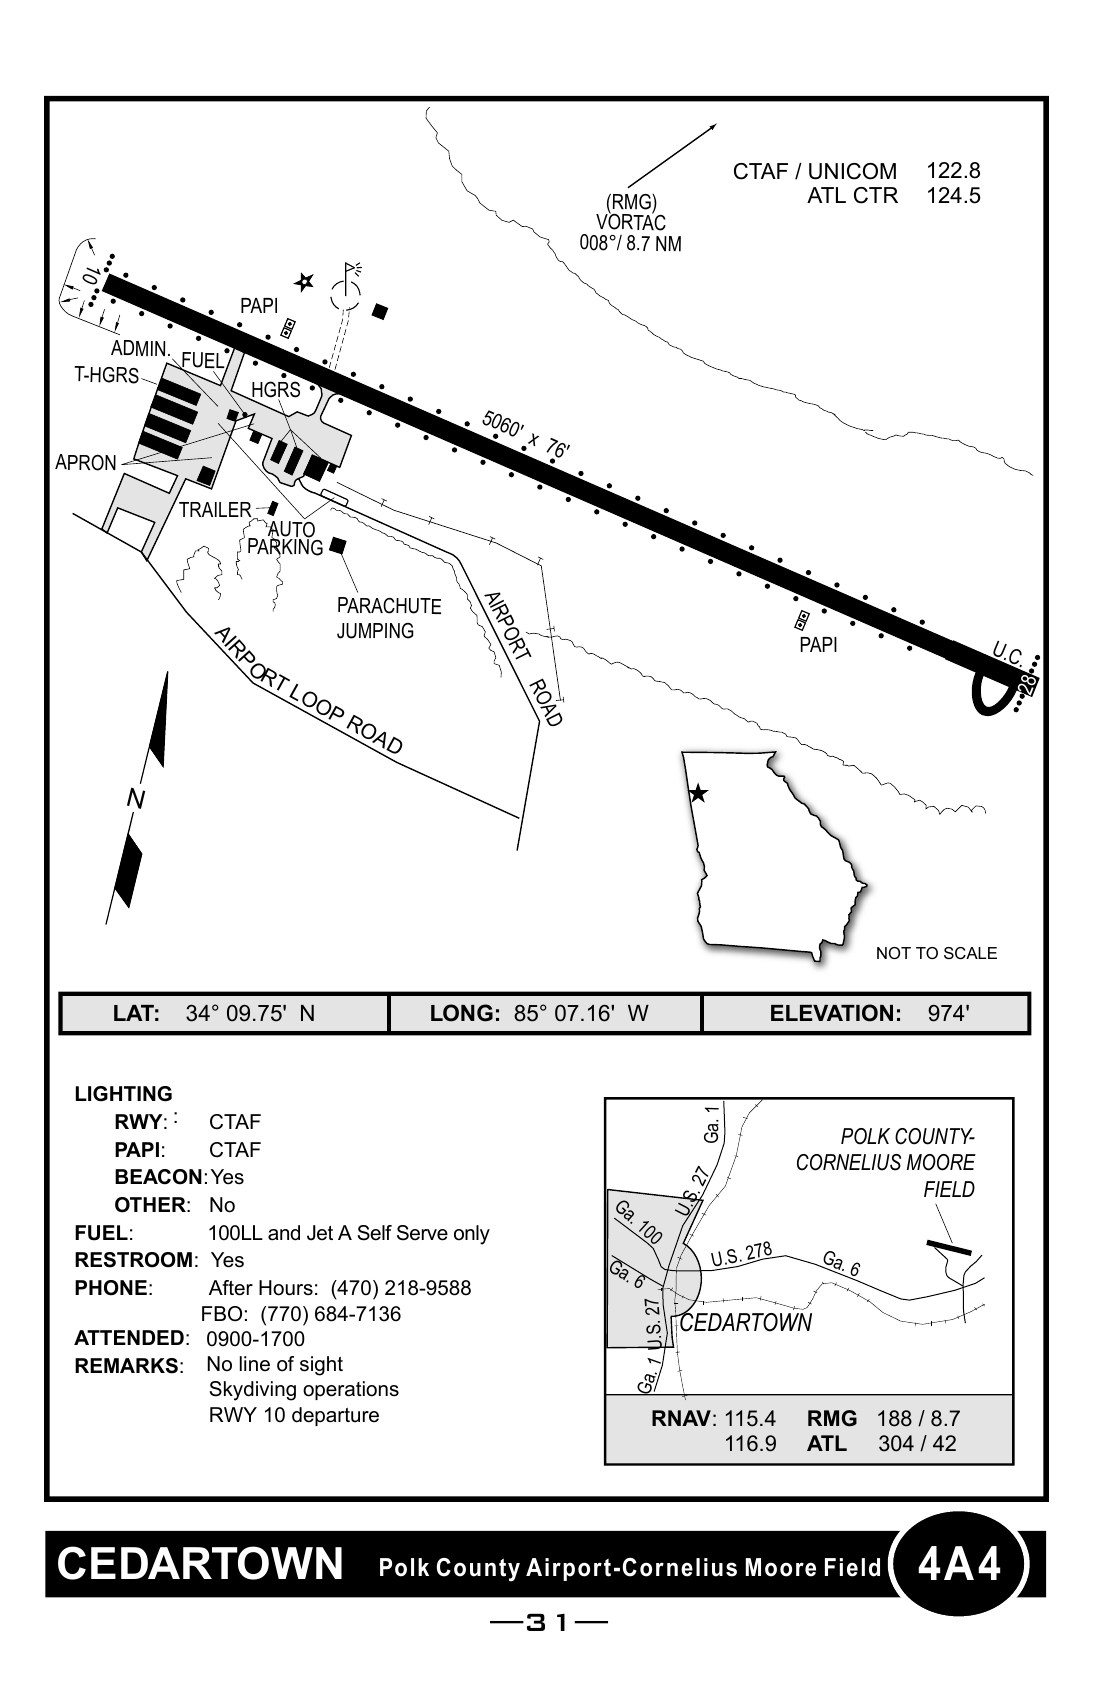 CTAF / UNICOM 122.8
ATL CTR 124.5
(RMG)
VORTAC
008°/ 8.7 NM
10
PAPI
ADMIN.
FUEL
T-HGRS
HGRS
5060' x 76'
APRON
TRAILER
AUTO
PARKING
PARACHUTE
JUMPING
AIRPORT ROAD
PAPI
U.C.
28
AIRPORT LOOP ROAD
N
NOT TO SCALE
LAT: 34° 09.75' N LONG: 85° 07.16' W ELEVATION: 974'
LIGHTING
RWY: : CTAF
PAPI: CTAF
BEACON: Yes
OTHER: No
FUEL: 100LL and Jet A Self Serve only
RESTROOM: Yes
PHONE: After Hours: (470) 218-9588
FBO: (770) 684-7136
ATTENDED: 0900-1700
REMARKS: No line of sight
Skydiving operations
RWY 10 departure
Ga. 1
U.S. 27
POLK COUNTY-
CORNELIUS MOORE
FIELD
Ga. 100
U.S. 278
Ga. 6
Ga. 6
CEDARTOWN
Ga. 1 U.S. 27
RNAV: 115.4 RMG 188 / 8.7
116.9 ATL 304 / 42
CEDARTOWN Polk County Airport-Cornelius Moore Field 4A4
—31—